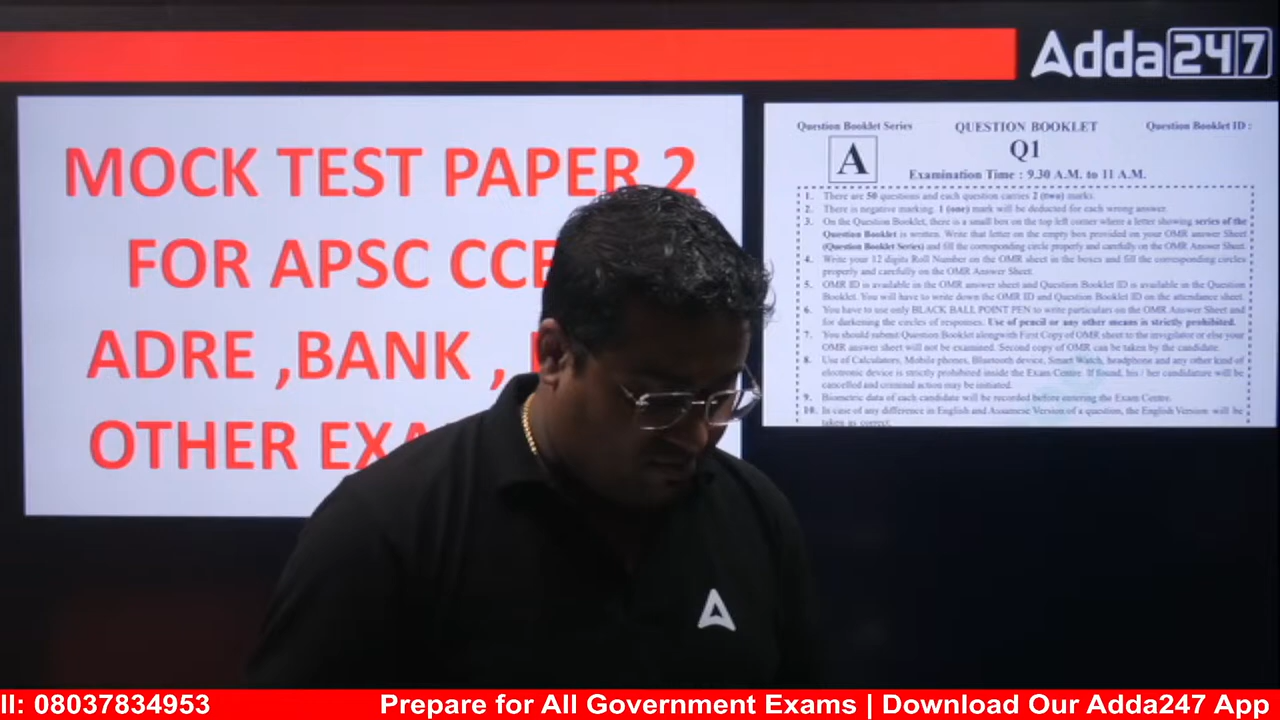 Adda247
MOCK TEST PAPER 2
FOR APSC CCE
ADRE ,BANK ,
OTHER EXA
Question Booklet Series
QUESTION BOOKLET
Question Booklet ID :
A
Q1
Examination Time : 9.30 A.M. to 11 A.M.
1. There are 50 questions and each question carries 2 (two) marks.
2. There is negative marking. 1 (one) mark will be deducted for each wrong answer.
3. On the Question Booklet, there is a small box on the top left corner where a letter showing series of the
Question Booklet is written. Write that letter on the empty box provided on your OMR answer Sheet
(Question Booklet Series) and fill the corresponding circle properly and carefully on the OMR Answer Sheet.
4. Write your 12 digits Roll Number on the OMR sheet in the boxes and fill the corresponding circles
properly and carefully on the OMR Answer Sheet.
5. OMR ID is available in the OMR answer sheet and Question Booklet ID is available in the Question
Booklet. You will have to write down the OMR ID and Question Booklet ID on the attendance sheet.
6. You have to use only BLACK BALL POINT PEN to write particulars on the OMR Answer Sheet and
for darkening the circles of responses. Use of pencil or any other means is strictly prohibited.
7. You should submit Question Booklet alongwith First Copy of OMR sheet to the invigilator or else your
OMR answer sheet will not be examined. Second copy of OMR can be taken by the candidate.
8. Use of Calculators, Mobile phones, Bluetooth device, Smart Watch, headphone and any other kind of
electronic device is strictly prohibited inside the Exam Centre. If found, his / her candidature will be
cancelled and criminal action may be initiated.
9. Biometric data of each candidate will be recorded before entering the Exam Centre.
10. In case of any difference in English and Assamese Version of a question, the English Version will be
taken as correct.
ll: 08037834953
Prepare for All Government Exams | Download Our Adda247 App